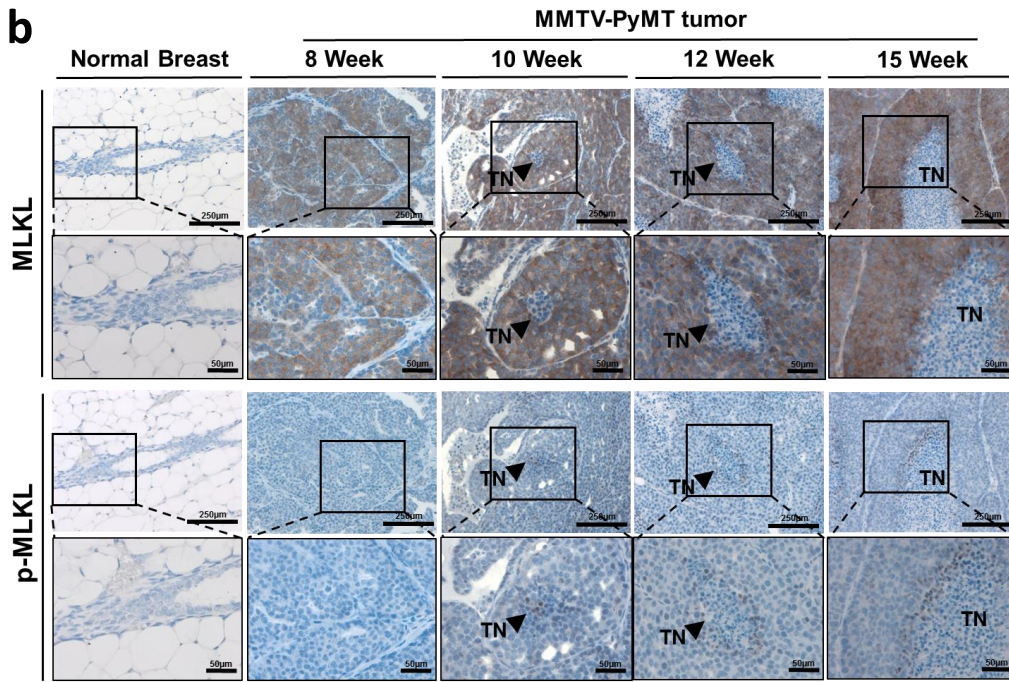 b
MMTV-PyMT tumor
Normal Breast 8 Week 10 Week 12 Week 15 Week
MLKL
TN TN TN
250µm 250µm 250µm 250µm 250µm
TN TN TN
50µm 50µm 50µm 50µm 50µm
p-MLKL
TN TN TN
250µm 250µm 250µm 250µm 250µm
TN TN TN
50µm 50µm 50µm 50µm 50µm